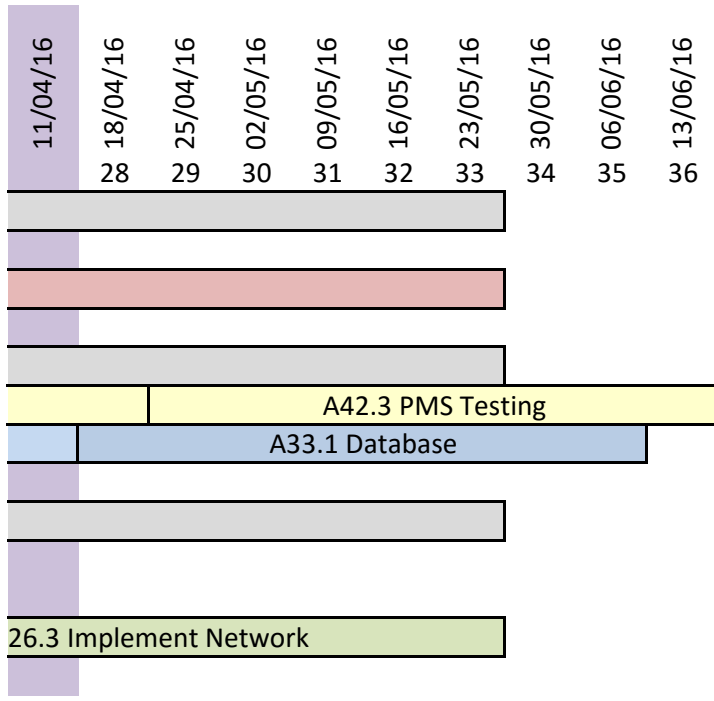 11/04/16 18/04/16 25/04/16 02/05/16 09/05/16 16/05/16 23/05/16 30/05/16 06/06/16 13/06/16
28 29 30 31 32 33 34 35 36
A42.3 PMS Testing
A33.1 Database
26.3 Implement Network